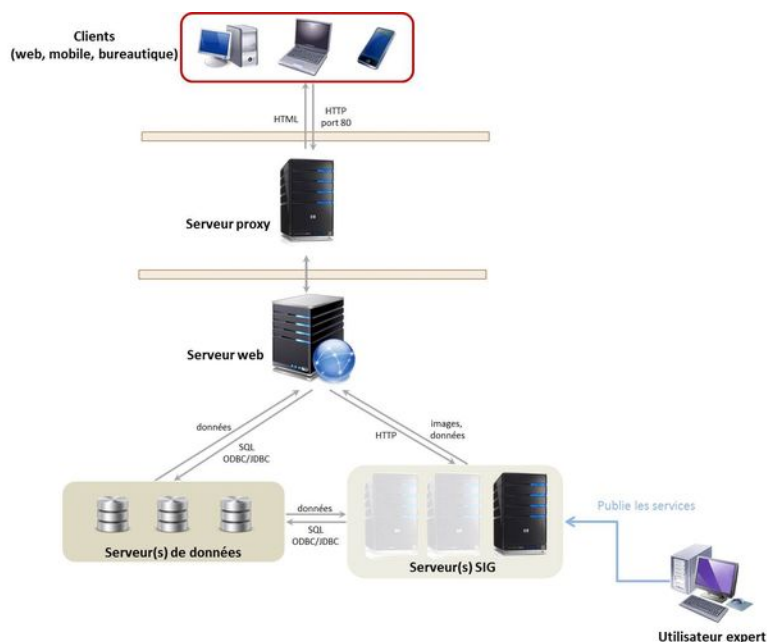 Clients
(web, mobile, bureautique)
HTML
HTTP
port 80
Serveur proxy
Serveur web
données
SQL
ODBC/JDBC
HTTP
images,
données
données
SQL
ODBC/JDBC
Serveur(s) de données
Serveur(s) SIG
Publie les services
Utilisateur expert